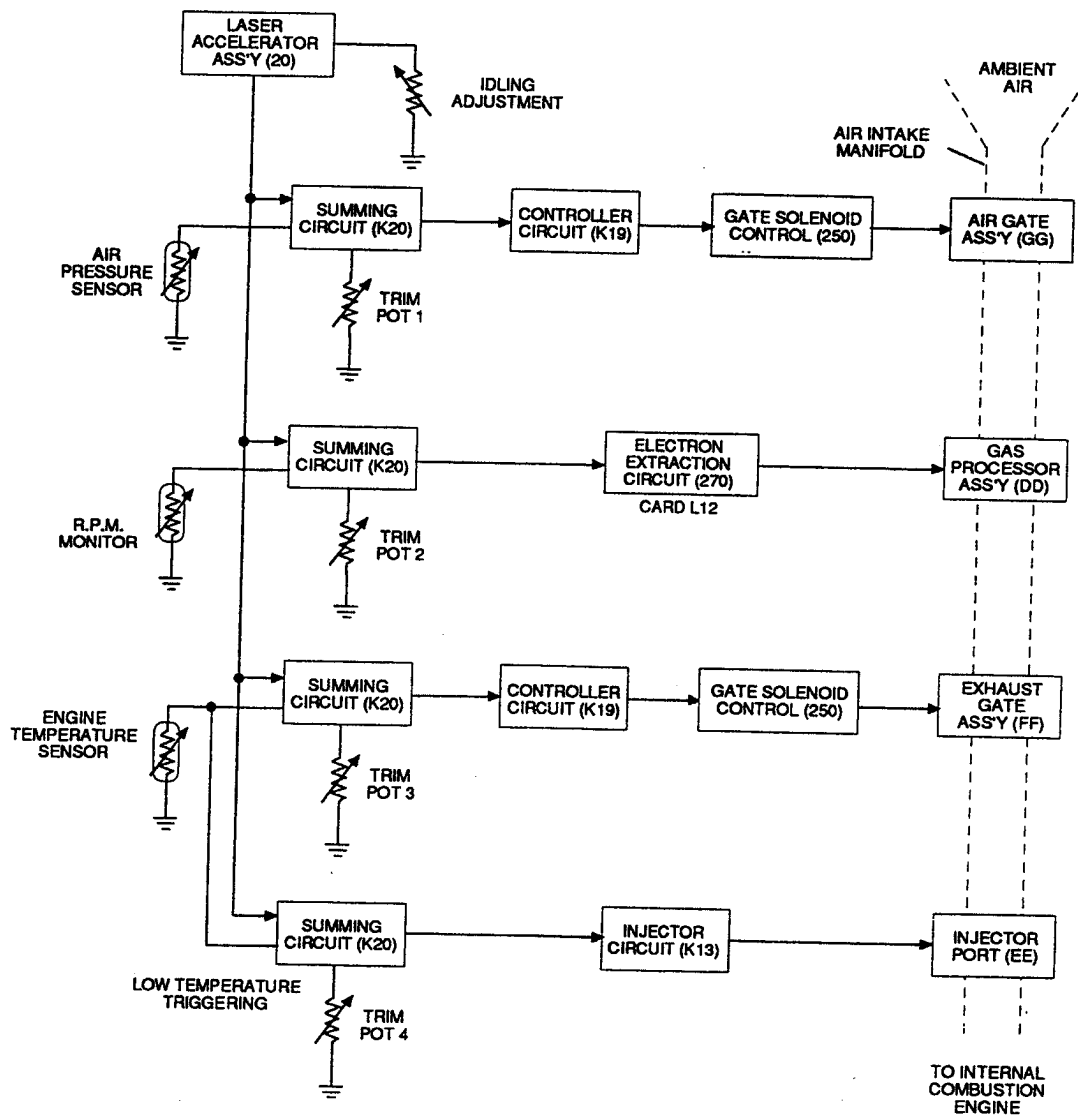 LASER
ACCELERATOR
ASS'Y (20)
IDLING
ADJUSTMENT
AMBIENT
AIR
AIR INTAKE
MANIFOLD
SUMMING
CIRCUIT (K20)
CONTROLLER
CIRCUIT (K19)
GATE SOLENOID
CONTROL (250)
AIR GATE
ASS'Y (GG)
AIR
PRESSURE
SENSOR
TRIM
POT 1
SUMMING
CIRCUIT (K20)
ELECTRON
EXTRACTION
CIRCUIT (270)
CARD L12
GAS
PROCESSOR
ASS'Y (DD)
R.P.M.
MONITOR
TRIM
POT 2
SUMMING
CIRCUIT (K20)
CONTROLLER
CIRCUIT (K19)
GATE SOLENOID
CONTROL (250)
EXHAUST
GATE
ASS'Y (FF)
ENGINE
TEMPERATURE
SENSOR
TRIM
POT 3
SUMMING
CIRCUIT (K20)
INJECTOR
CIRCUIT (K13)
INJECTOR
PORT (EE)
LOW TEMPERATURE
TRIGGERING
TRIM
POT 4
TO INTERNAL
COMBUSTION
ENGINE